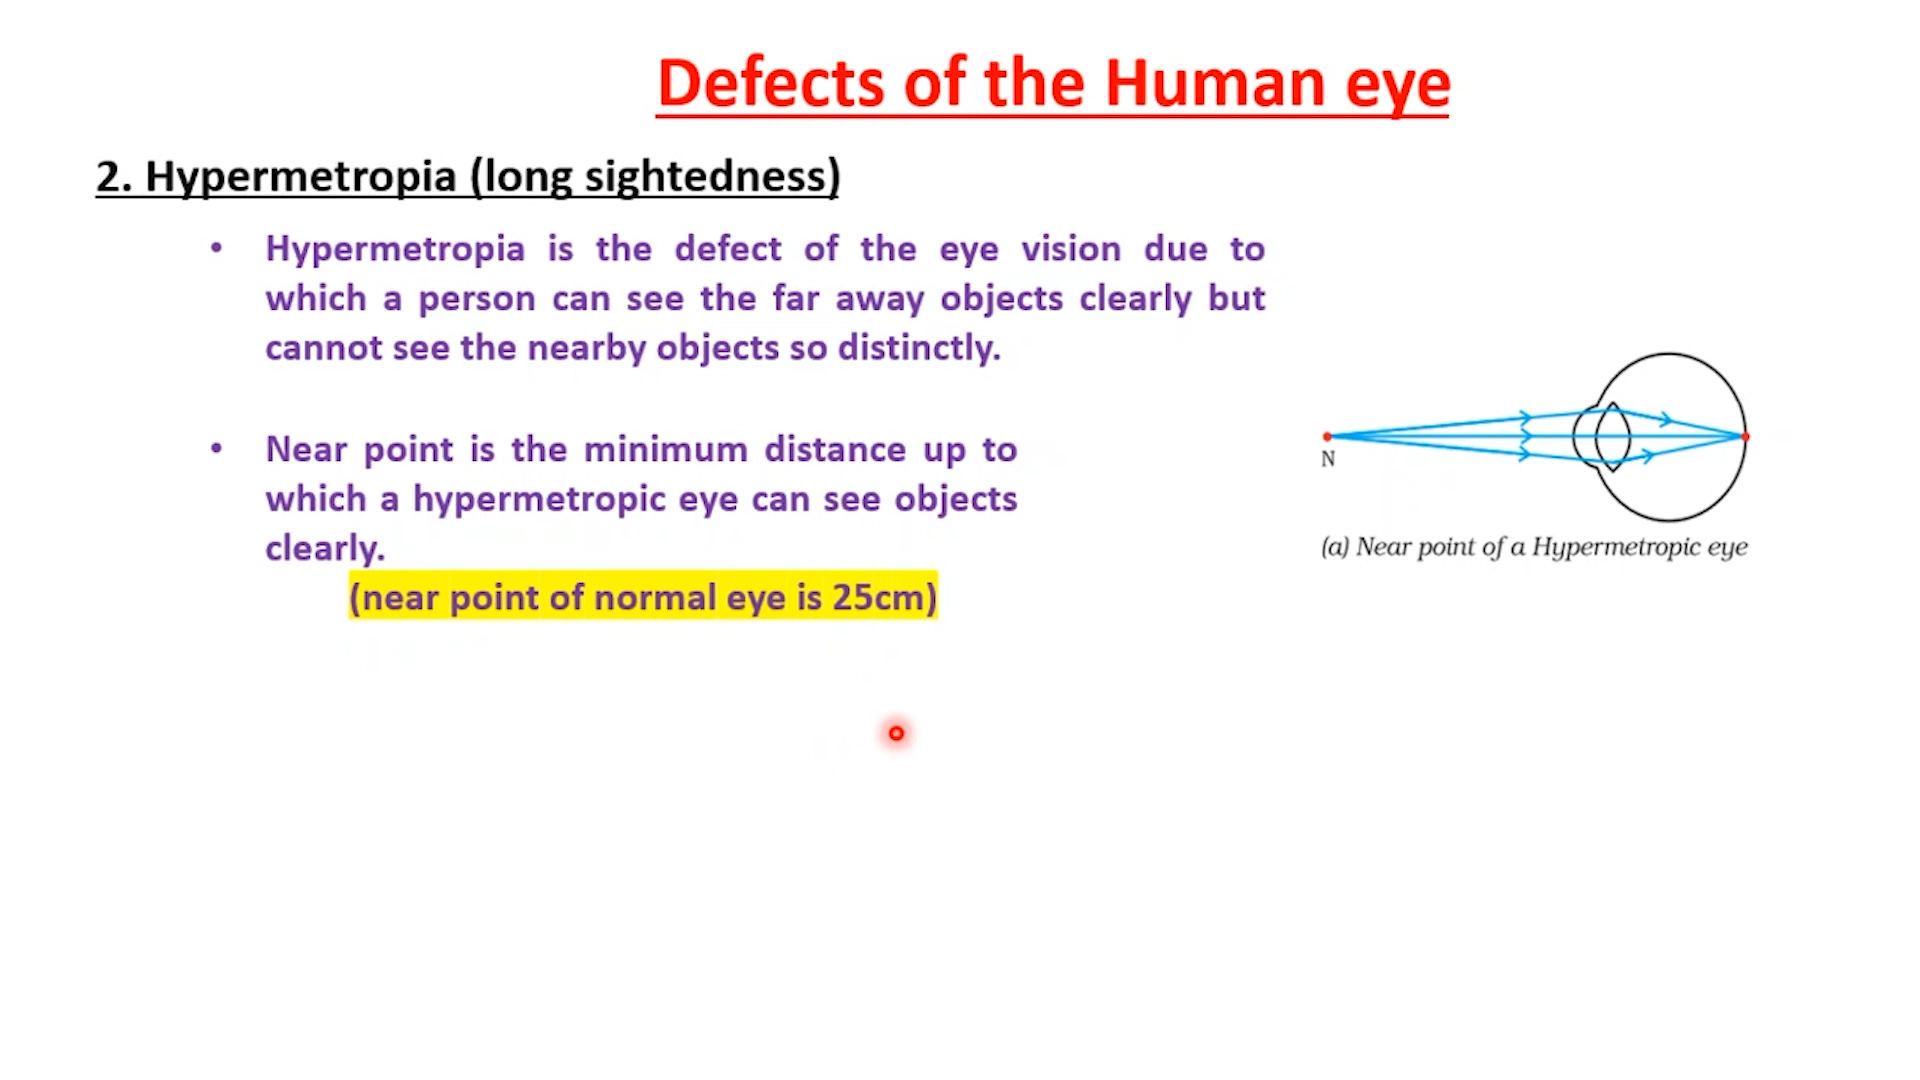 Defects of the Human eye
2. Hypermetropia (long sightedness)
• Hypermetropia is the defect of the eye vision due to
which a person can see the far away objects clearly but
cannot see the nearby objects so distinctly.
• Near point is the minimum distance up to
which a hypermetropic eye can see objects
clearly.
(near point of normal eye is 25cm)
N
(a) Near point of a Hypermetropic eye